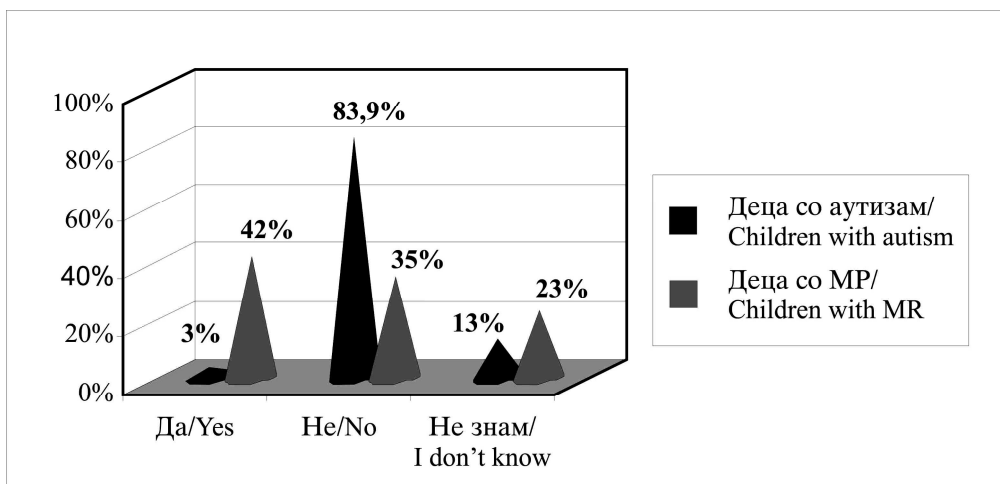 100%
80%
60%
40%
20%
0%
3%
42%
83,9%
35%
13%
23%
Да/Yes
Не/No
Не знам/
I don’t know
Деца со аутизам/
Children with autism
Деца со МР/
Children with MR